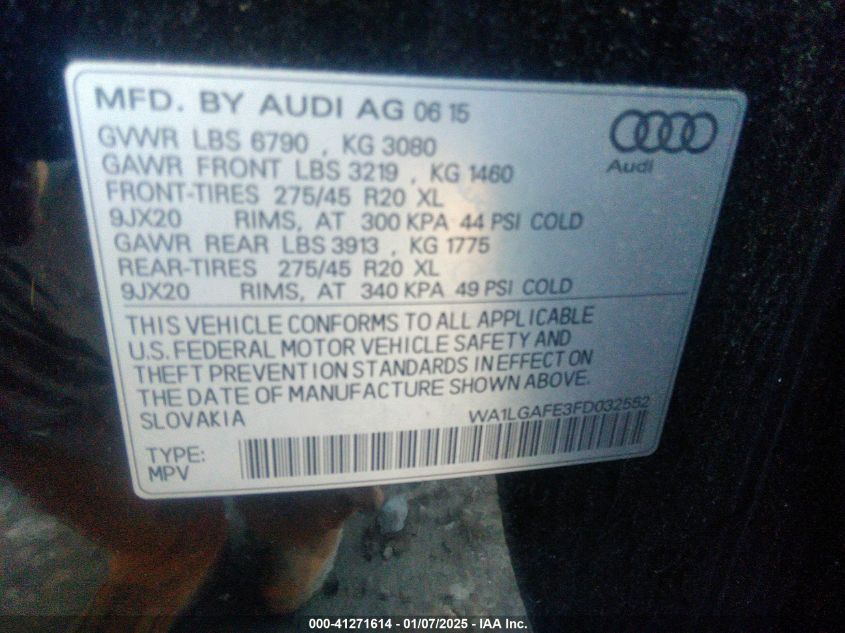 MFD. BY AUDI AG 06 15
GVWR LBS 6790 , KG 3080
GAWR FRONT LBS 3219 , KG 1460
FRONT-TIRES 275/45 R20 XL
9JX20 RIMS, AT 300 KPA 44 PSI COLD
GAWR REAR LBS 3913 , KG 1775
REAR-TIRES 275/45 R20 XL
9JX20 RIMS, AT 340 KPA 49 PSI COLD
Audi
THIS VEHICLE CONFORMS TO ALL APPLICABLE
U.S. FEDERAL MOTOR VEHICLE SAFETY AND
THEFT PREVENTION STANDARDS IN EFFECT ON
THE DATE OF MANUFACTURE SHOWN ABOVE.
SLOVAKIA WA1LGAFE3FD032552
TYPE:
MPV
000-41271614 - 01/07/2025 - IAA Inc.